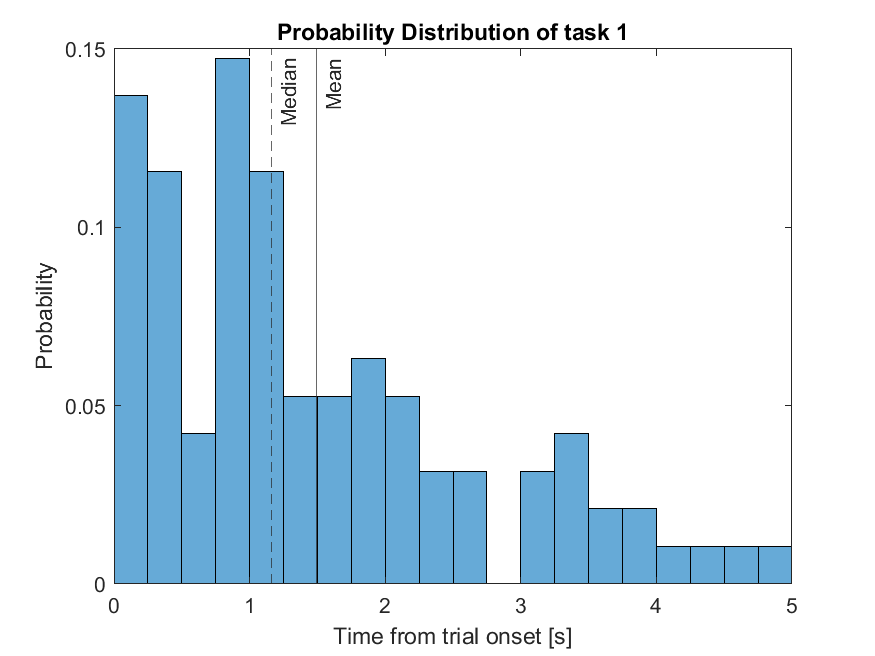 Probability Distribution of task 1
0.15
0.1
0.05
0
Probability
Median
Mean
0 1 2 3 4 5
Time from trial onset [s]